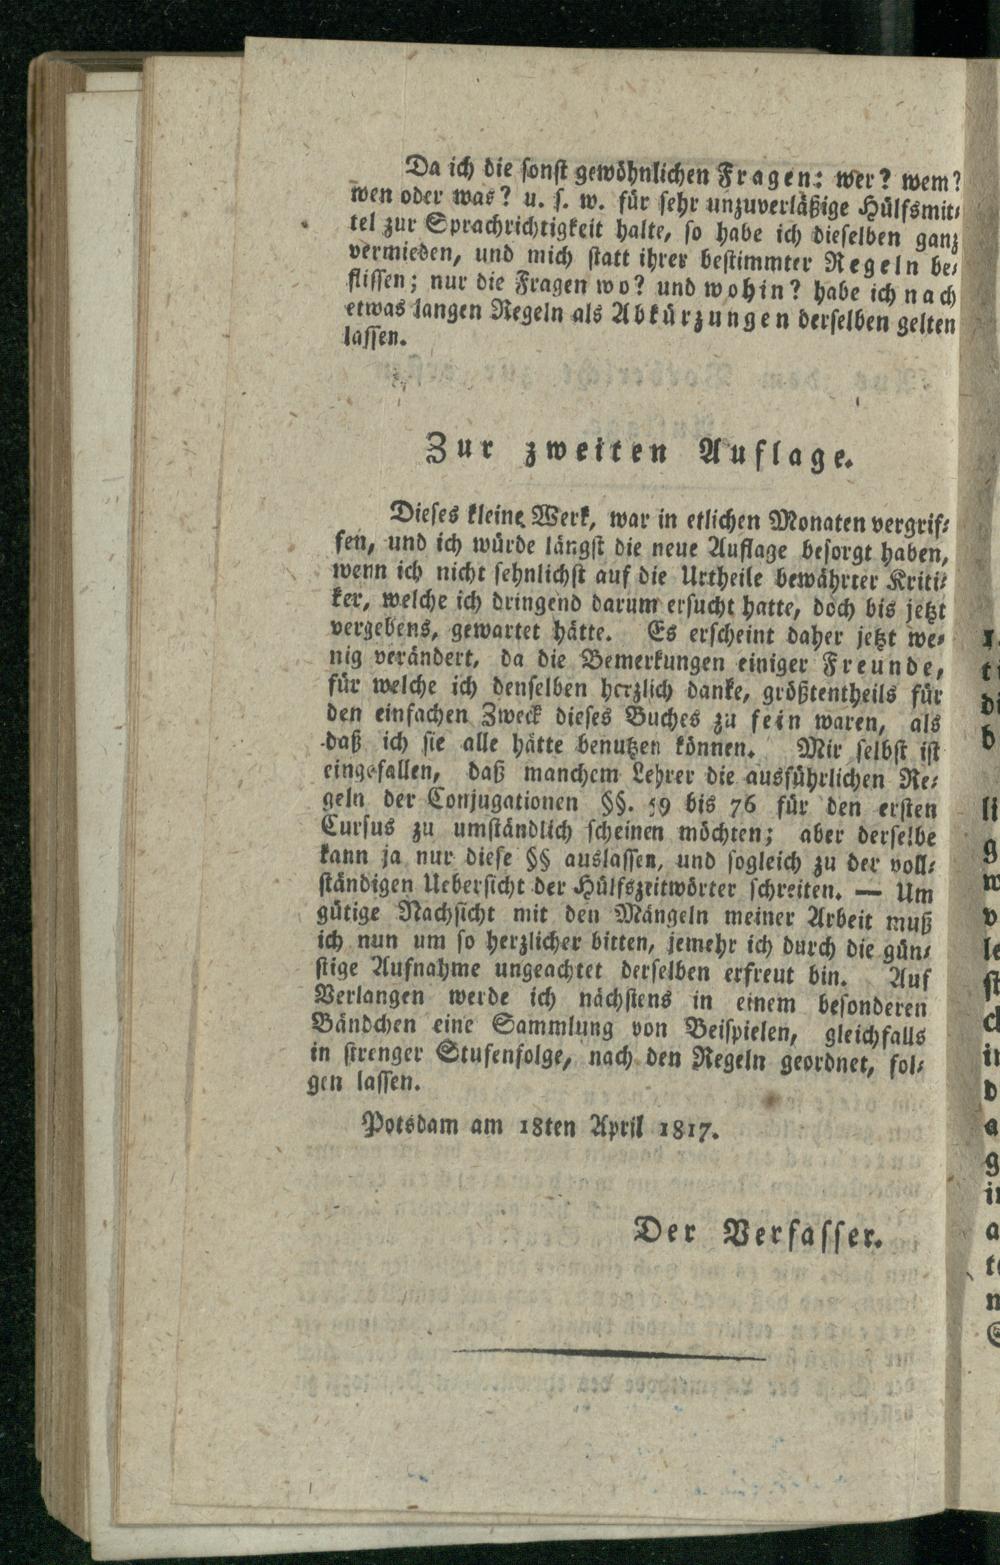 Da ich die sonst gewöhnlichen Fragen: wer? wem?
wen oder was? u. s. w. für sehr unzuverläßige Hülfsmit-
tel zur Sprachrichtigkeit halte, so habe ich dieselben ganz
vermieden, und mich statt ihrer bestimmter Regeln be-
flissen; nur die Fragen wo? und wohin? habe ich nach
etwas langen Regeln als Abkürzungen derselben gelten
lassen.
Zur zweiten Auflage.
Dieses kleine Werk, war in etlichen Monaten vergrif-
fen, und ich würde längst die neue Auflage besorgt haben,
wenn ich nicht sehnlichst auf die Urtheile bewährter Kriti-
ker, welche ich dringend darum ersucht hatte, doch bis jetzt
vergebens, gewartet hätte. Es erscheint daher jetzt we-
nig verändert, da die Bemerkungen einiger Freunde,
für welche ich denselben herzlich danke, größtentheils für
den einfachen Zweck dieses Buches zu fein waren, als
daß ich sie alle hätte benutzen können. Mir selbst ist
eingefallen, daß manchem Lehrer die ausführlichen Re-
geln der Conjugationen §§. 59 bis 76 für den ersten
Cursus zu umständlich scheinen möchten; aber derselbe
kann ja nur diese §§ auslassen, und sogleich zu der voll-
ständigen Uebersicht der Hülfszeitwörter schreiten. — Um
gütige Nachsicht mit den Mängeln meiner Arbeit muß
ich nun um so herzlicher bitten, jemehr ich durch die gün-
stige Aufnahme ungeachtet derselben erfreut bin. Auf
Verlangen werde ich nächstens in einem besonderen
Bändchen eine Sammlung von Beispielen, gleichfalls
in strenger Stufenfolge, nach den Regeln geordnet, fol-
gen lassen.
Potsdam am 18ten April 1817.
Der Verfasser.